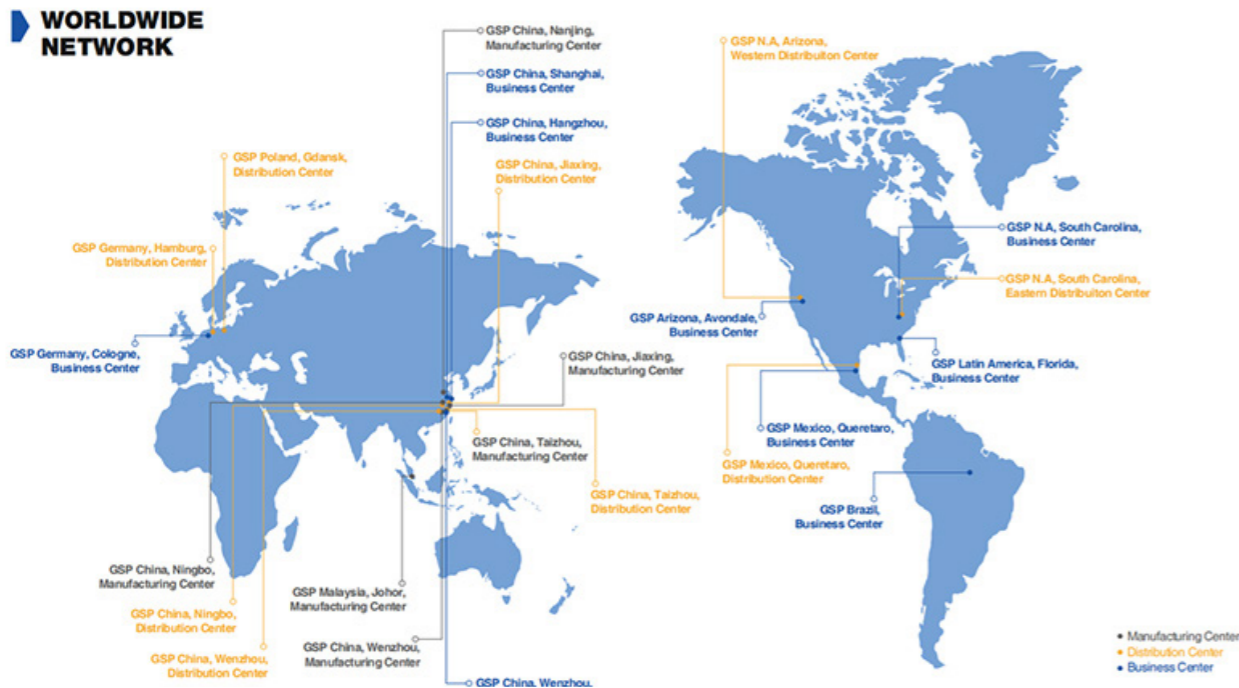 WORLDWIDE
NETWORK
GSP China, Nanjing,
Manufacturing Center
GSP China, Shanghai,
Business Center
GSP China, Hangzhou,
Business Center
GSP Poland, Gdansk,
Distribution Center
GSP China, Jiaxing,
Distribution Center
GSP Germany, Hamburg,
Distribution Center
GSP Germany, Cologne,
Business Center
GSP China, Jiaxing,
Manufacturing Center
GSP China, Taizhou,
Manufacturing Center
GSP China, Taizhou,
Distribution Center
GSP China, Ningbo,
Manufacturing Center
GSP China, Ningbo,
Distribution Center
GSP China, Wenzhou,
Distribution Center
GSP Malaysia, Johor,
Manufacturing Center
GSP China, Wenzhou,
Manufacturing Center
GSP China, Wenzhou,
GSP N.A, Arizona,
Western Distribuiton Center
GSP N.A, South Carolina,
Business Center
GSP N.A, South Carolina,
Eastern Distribuiton Center
GSP Arizona, Avondale,
Business Center
GSP Latin America, Florida,
Business Center
GSP Mexico, Queretaro,
Business Center
GSP Mexico, Queretaro,
Distribution Center
GSP Brazil,
Business Center
Manufacturing Center
Distribution Center
Business Center